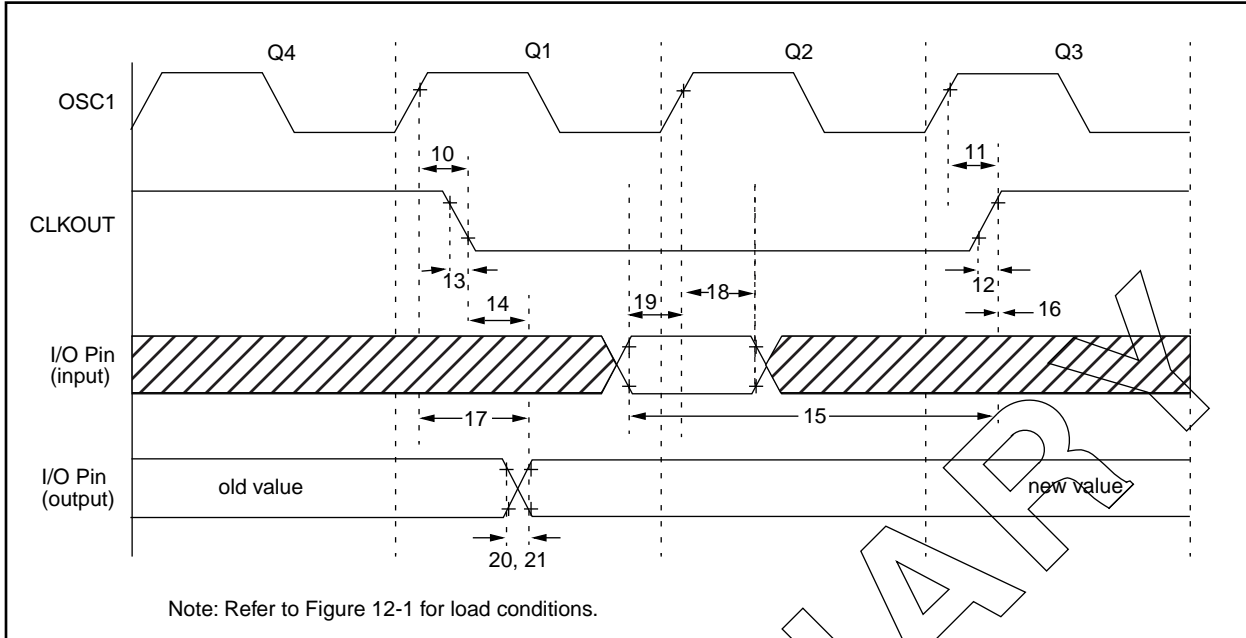 Q4 Q1 Q2 Q3
OSC1
10 11
CLKOUT
13 12
14 19 18 16
I/O Pin
(input)
17 15
I/O Pin
(output)
old value new value
20, 21
Note: Refer to Figure 12-1 for load conditions.